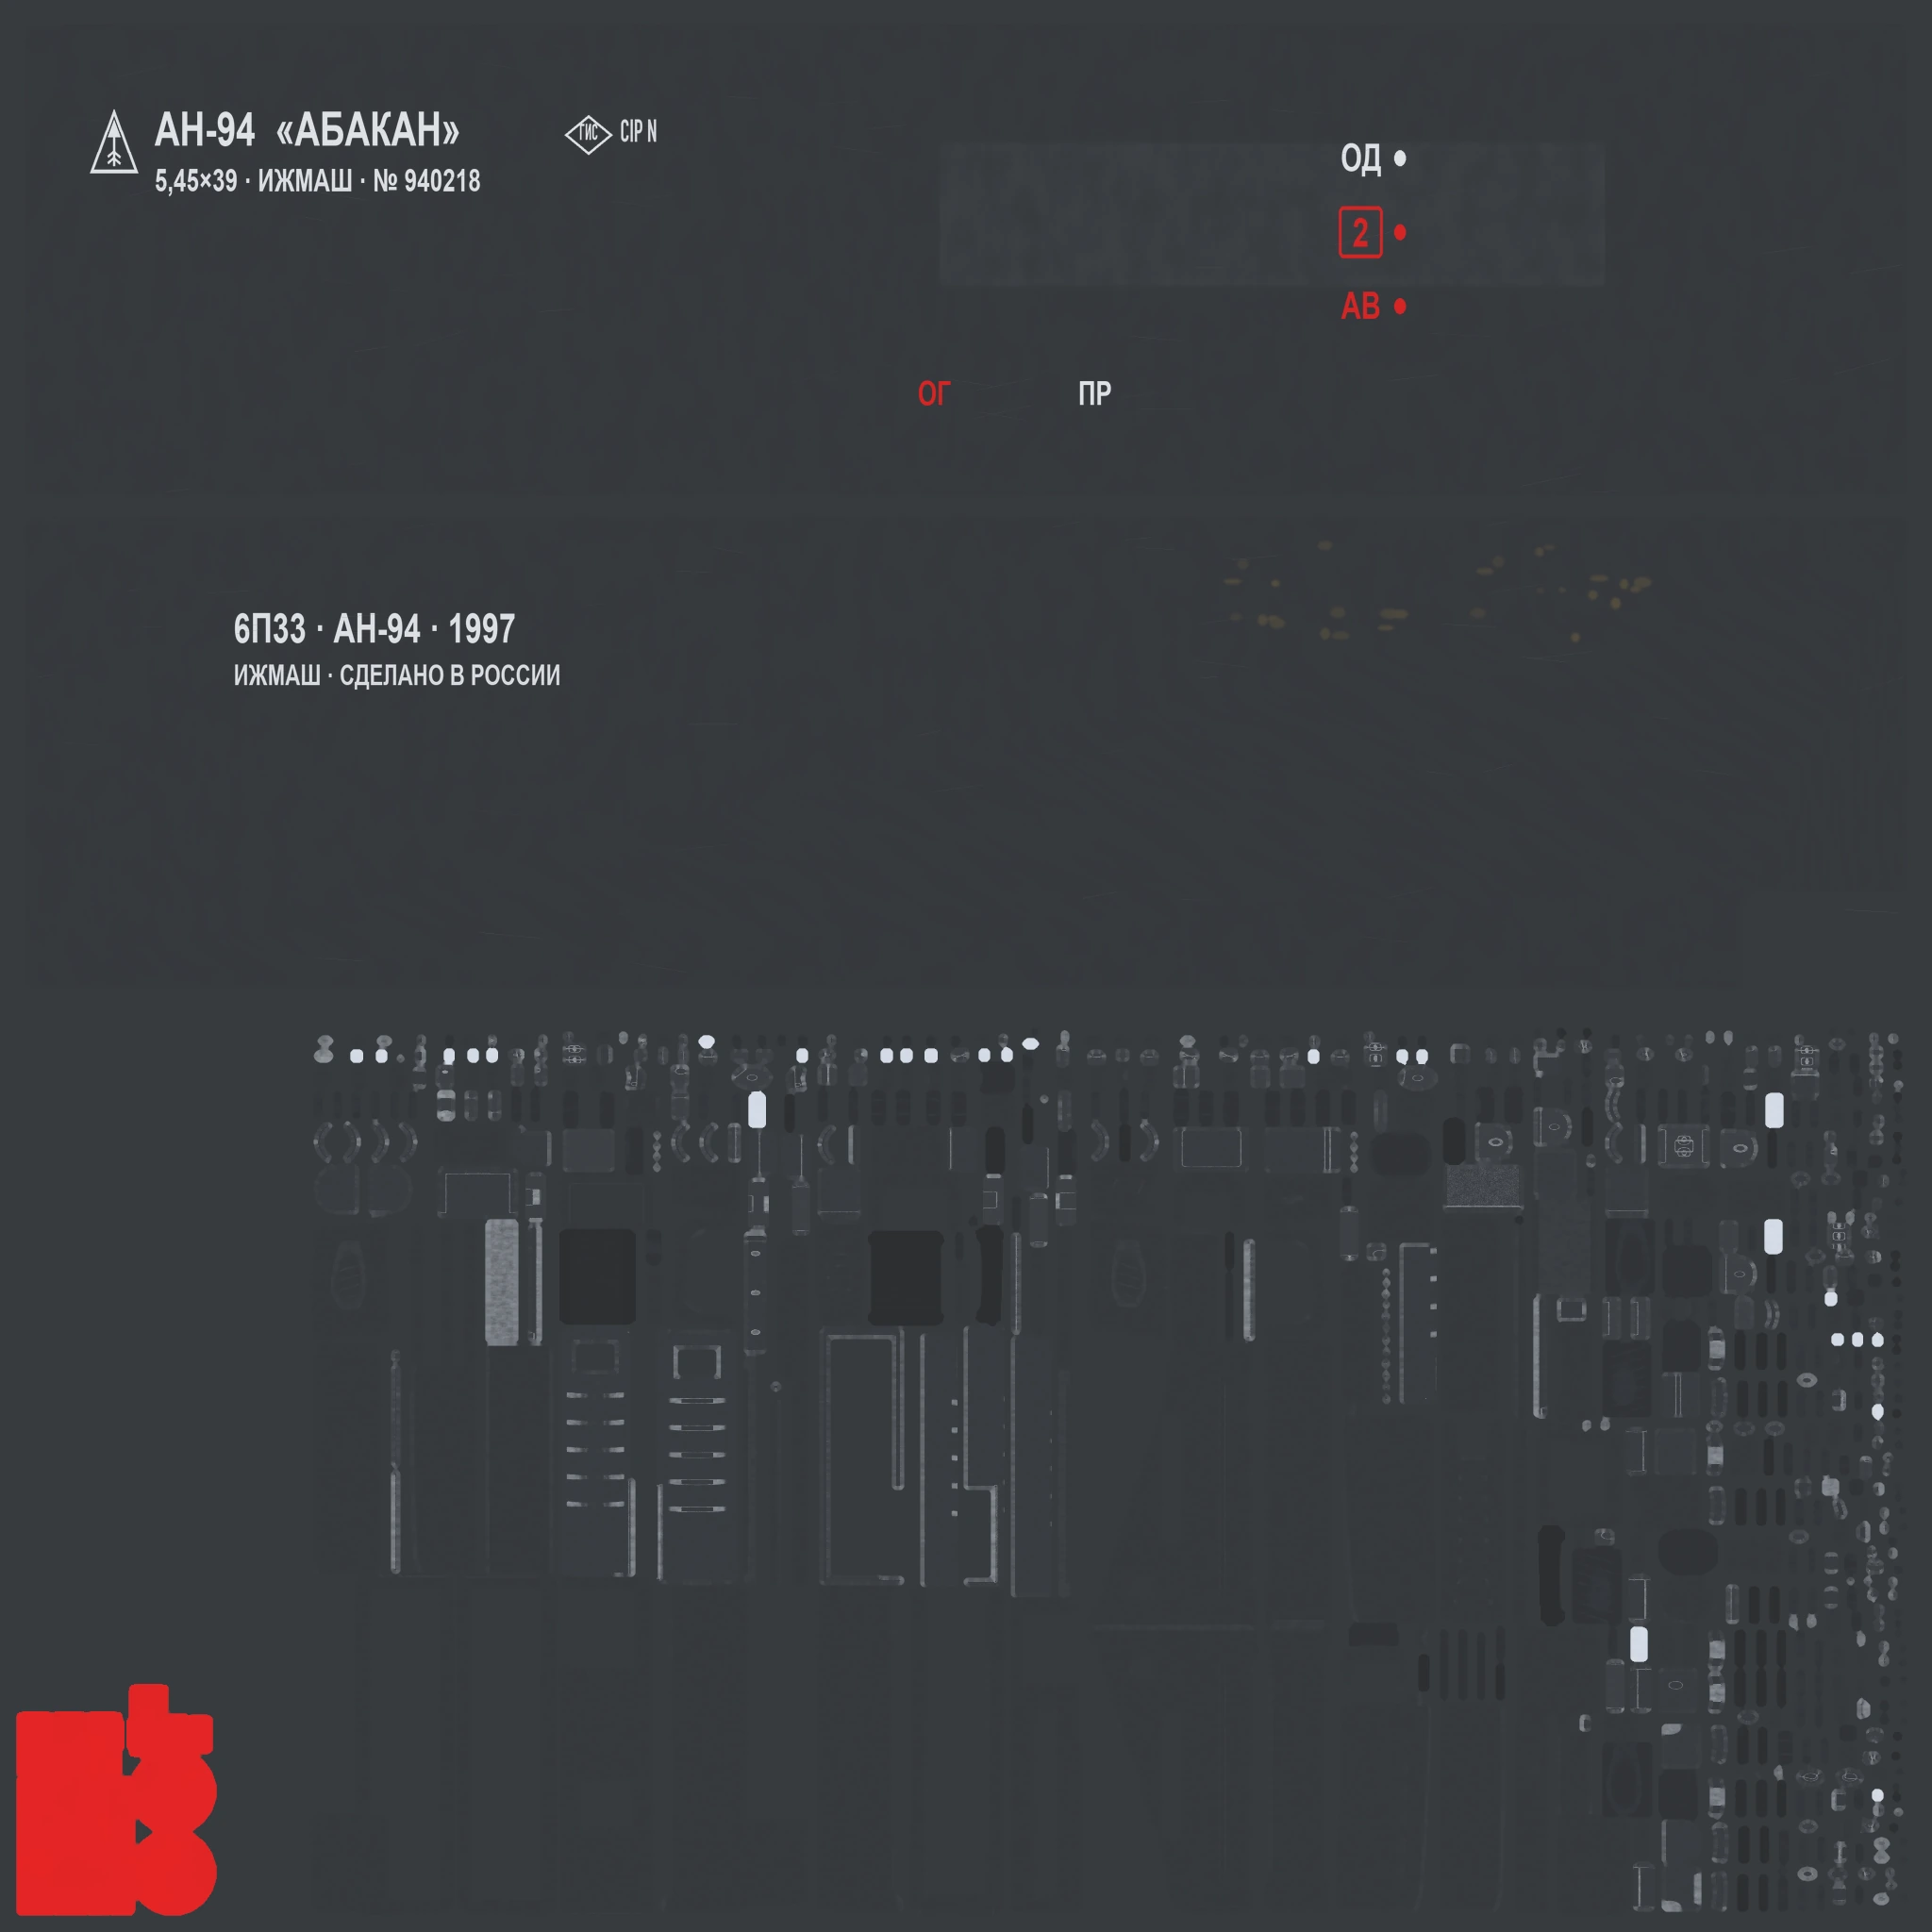 АН-94 «АБАКАН»
5,45×39 · ИЖМАШ · № 940218
ГИС CIP N
ОД
2
АВ
ОГ ПР
6П33 · АН-94 · 1997
ИЖМАШ · СДЕЛАНО В РОССИИ